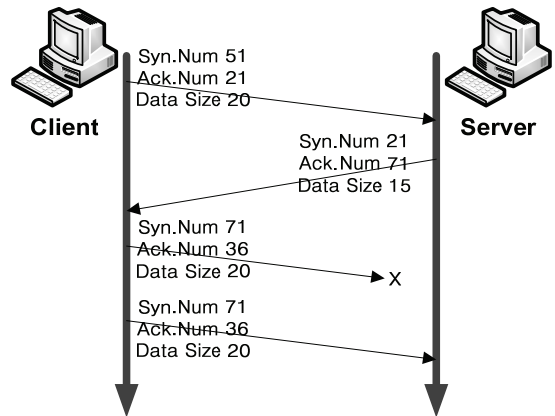 Syn.Num 51
Ack.Num 21
Data Size 20
Client
Server
Syn.Num 21
Ack.Num 71
Data Size 15
Syn.Num 71
Ack.Num 36
Data Size 20
X
Syn.Num 71
Ack.Num 36
Data Size 20